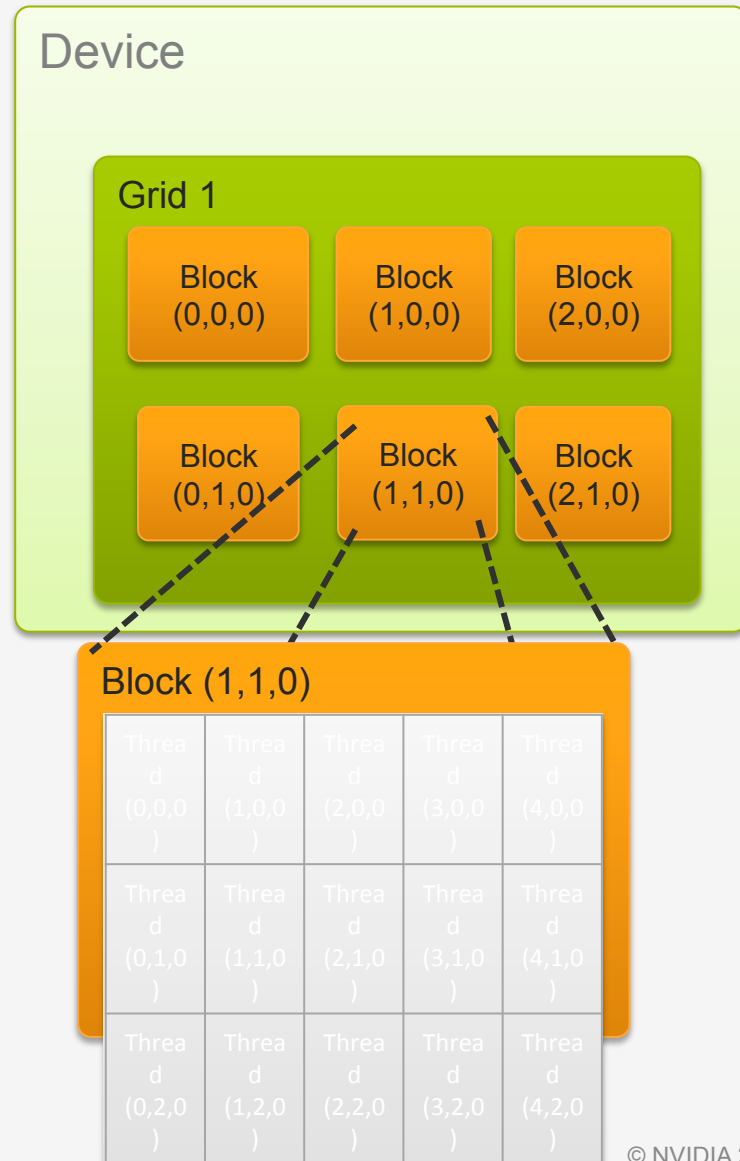 Device
Grid 1
Block
(0,0,0)
Block
(1,0,0)
Block
(2,0,0)
Block
(0,1,0)
Block
(1,1,0)
Block
(2,1,0)
Block (1,1,0)
Threa
d
(0,0,0
)
Threa
d
(1,0,0
)
Threa
d
(2,0,0
)
Threa
d
(3,0,0
)
Threa
d
(4,0,0
)
Threa
d
(0,1,0
)
Threa
d
(1,1,0
)
Threa
d
(2,1,0
)
Threa
d
(3,1,0
)
Threa
d
(4,1,0
)
Threa
d
(0,2,0
)
Threa
d
(1,2,0
)
Threa
d
(2,2,0
)
Threa
d
(3,2,0
)
Threa
d
(4,2,0
)
© NVIDIA